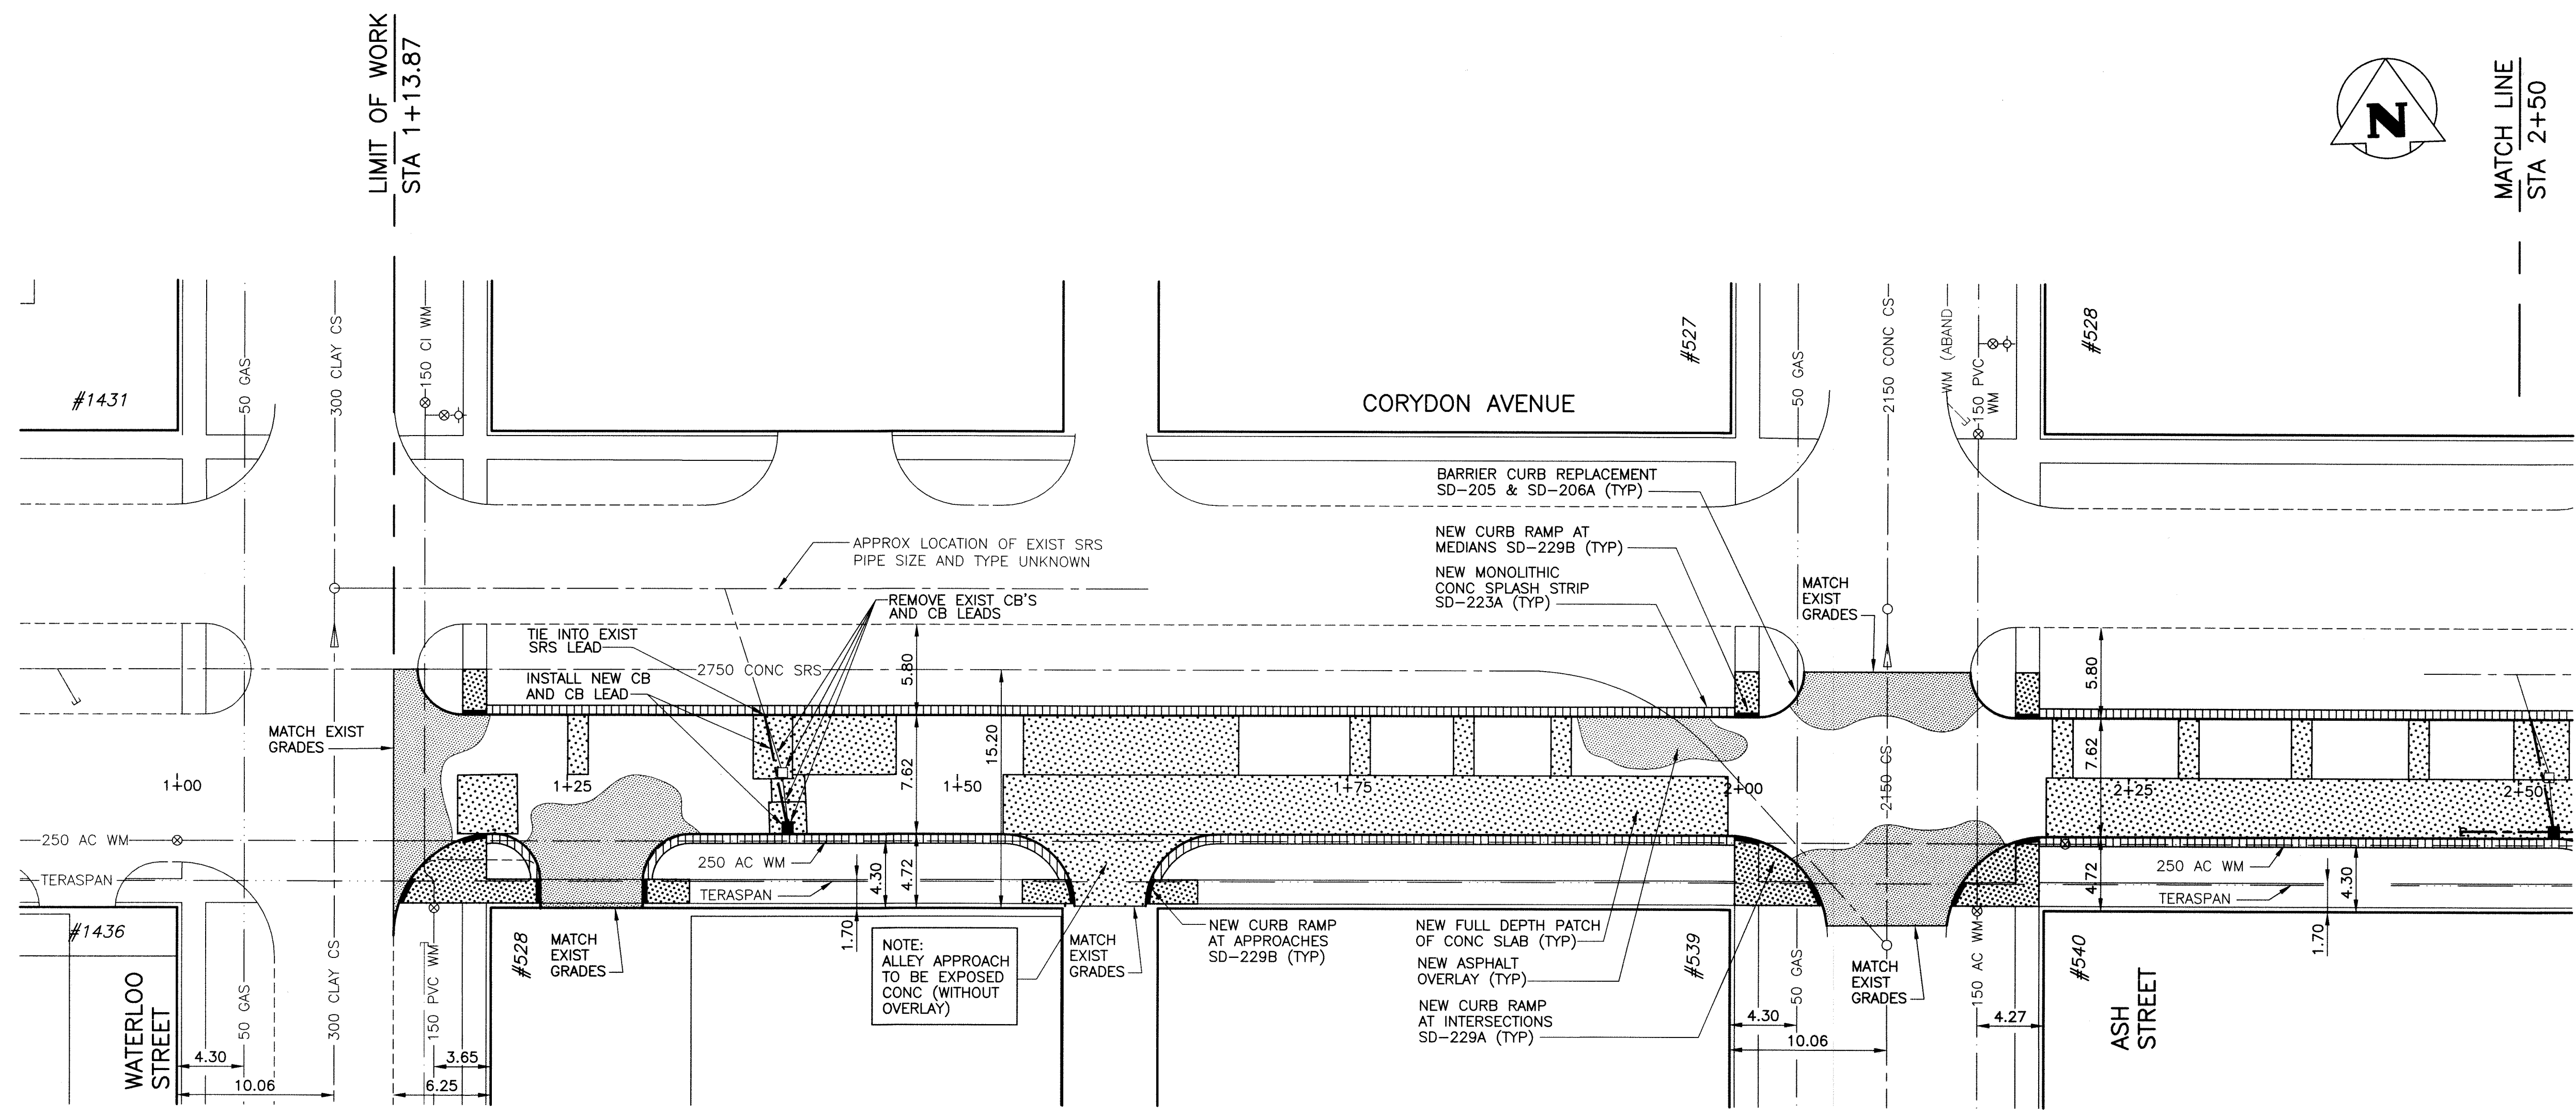 LIMIT OF WORK
STA 1+13.87
N
MATCH LINE
STA 2+50
#1431
50 GAS
300 CLAY CS
150 CI WM
#527
50 GAS
2150 CONC CS
WM (ABAND
150 PVC
WM
#528
CORYDON AVENUE
BARRIER CURB REPLACEMENT
SD-205 & SD-206A (TYP)
NEW CURB RAMP AT
MEDIANS SD-229B (TYP)
NEW MONOLITHIC
CONC SPLASH STRIP
SD-223A (TYP)
MATCH
EXIST
GRADES
APPROX LOCATION OF EXIST SRS
PIPE SIZE AND TYPE UNKNOWN
REMOVE EXIST CB'S
AND CB LEADS
TIE INTO EXIST
SRS LEAD
2750 CONC SRS
INSTALL NEW CB
AND CB LEAD
5.80
5.80
MATCH EXIST
GRADES
15.20
7.62
7.62
1+00
1+25
1+50
1+75
2+00
2+25
2+50
2150 CS
250 AC WM
250 AC WM
250 AC WM
TERASPAN
TERASPAN
TERASPAN
4.30
4.72
1.70
4.72
4.30
1.70
#1436
WATERLOO
STREET
50 GAS
300 CLAY CS
150 PVC WM
#528
MATCH
EXIST
GRADES
NOTE:
ALLEY APPROACH
TO BE EXPOSED
CONC (WITHOUT
OVERLAY)
MATCH
EXIST
GRADES
NEW CURB RAMP
AT APPROACHES
SD-229B (TYP)
NEW FULL DEPTH PATCH
OF CONC SLAB (TYP)
NEW ASPHALT
OVERLAY (TYP)
NEW CURB RAMP
AT INTERSECTIONS
SD-229A (TYP)
#539
50 GAS
MATCH
EXIST
GRADES
150 AC WM
#540
ASH
STREET
4.30
10.06
3.65
6.25
4.30
10.06
4.27